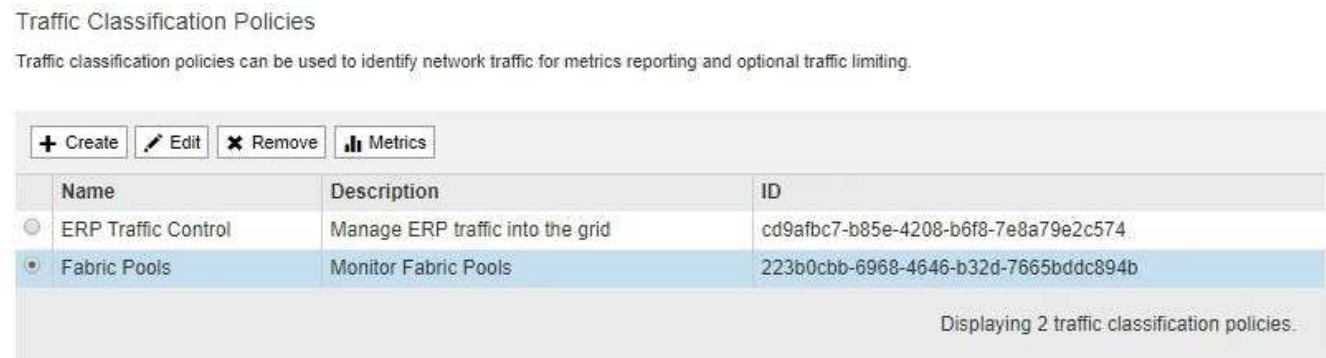 Traffic Classification Policies
Traffic classification policies can be used to identify network traffic for metrics reporting and optional traffic limiting.
Create Edit Remove Metrics
Name Description ID
ERP Traffic Control Manage ERP traffic into the grid cd9afbc7-b85e-4208-b6f8-7e8a79e2c574
Fabric Pools Monitor Fabric Pools 223b0cbb-6968-4646-b32d-7665bddc894b
Displaying 2 traffic classification policies.